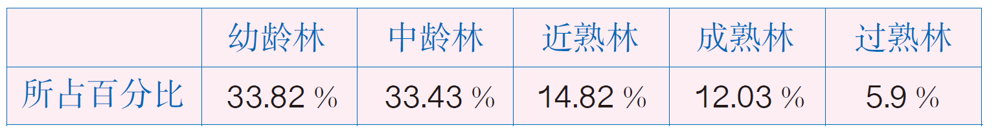 幼龄林 中龄林 近熟林 成熟林 过熟林
所占百分比 33.82 % 33.43 % 14.82 % 12.03 % 5.9 %